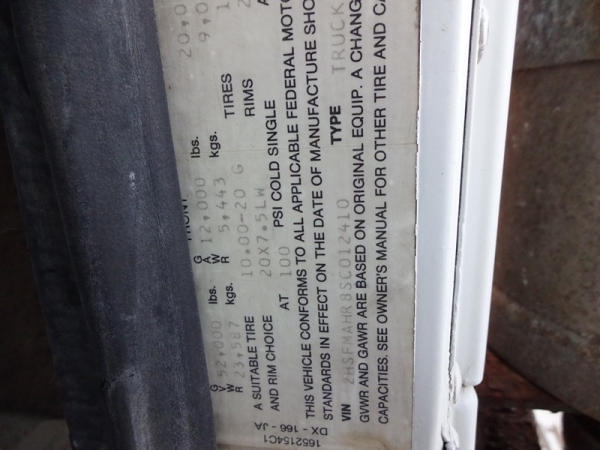 FRONT
G V W R 52,000 lbs. 23,587 kgs.
G A W R 12,000 lbs. 5,443 kgs.
A SUITABLE TIRE AND RIM CHOICE
10.00-20 G TIRES
20X7.5LW RIMS
AT 100 PSI COLD SINGLE
THIS VEHICLE CONFORMS TO ALL APPLICABLE FEDERAL MOTO
STANDARDS IN EFFECT ON THE DATE OF MANUFACTURE SHO
VIN 2HSFMAHR8SC012410 TYPE TRUCK
GVWR AND GAWR ARE BASED ON ORIGINAL EQUIP. A CHANG
CAPACITIES. SEE OWNER'S MANUAL FOR OTHER TIRE AND CA
1652154C1
DX - 166 - JA